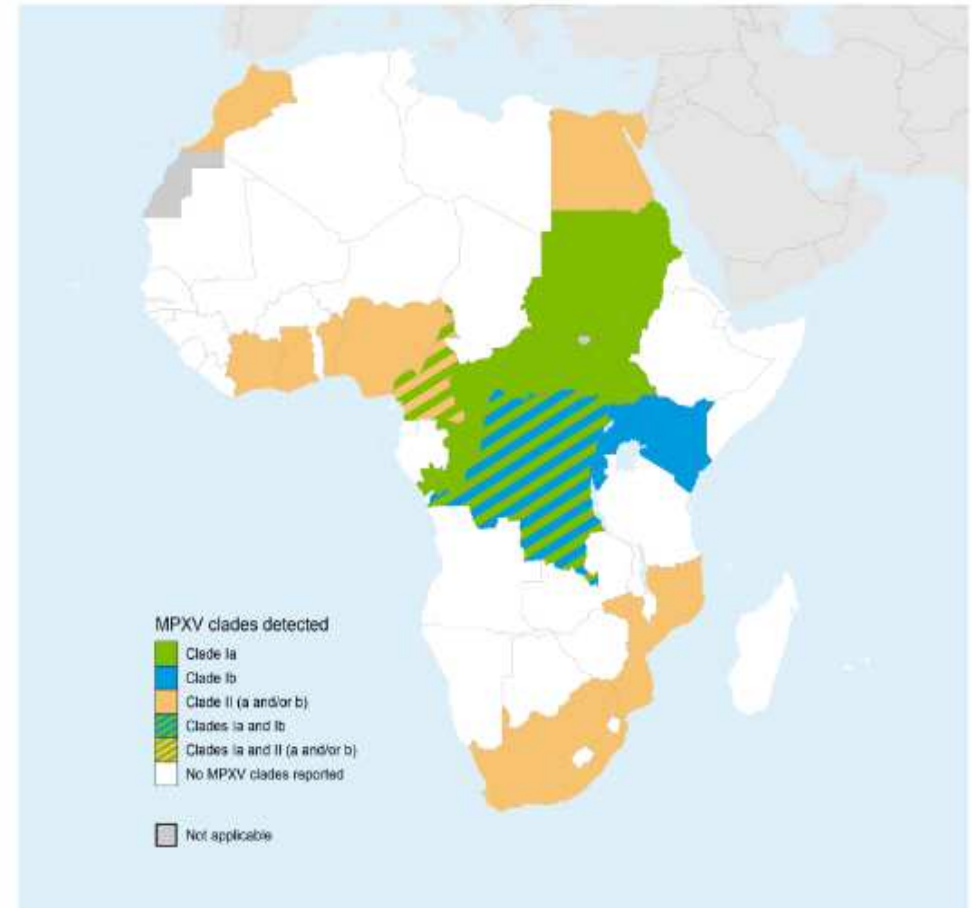 MPXV clades detected
Clade Ia
Clade Ib
Clade II (a and/or b)
Clades Ia and Ib
Clades Ia and II (a and/or b)
No MPXV clades reported
Not applicable